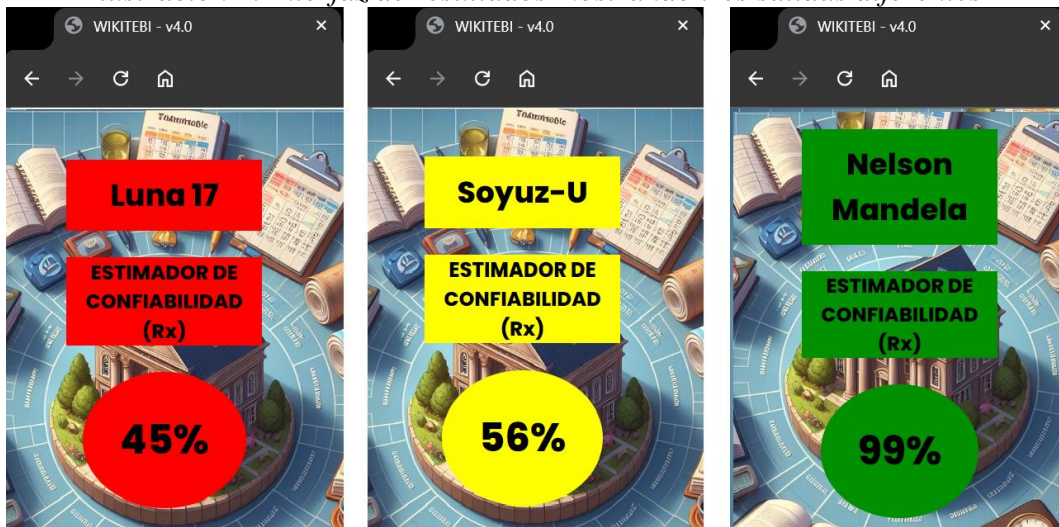 WIKITEBI - v4.0
Luna 17
ESTIMADOR DE
CONFIABILIDAD
(Rx)
45%
WIKITEBI - v4.0
Soyuz-U
ESTIMADOR DE
CONFIABILIDAD
(Rx)
56%
WIKITEBI - v4.0
Nelson
Mandela
ESTIMADOR DE
CONFIABILIDAD
(Rx)
99%